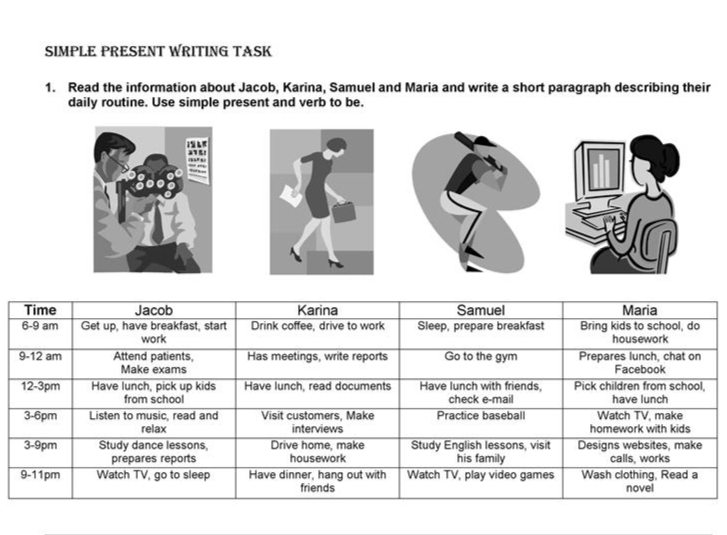 SIMPLE PRESENT WRITING TASK
1. Read the information about Jacob, Karina, Samuel and Maria and write a short paragraph describing their
daily routine. Use simple present and verb to be.
Time Jacob Karina Samuel Maria
6-9 am Get up, have breakfast, start work Drink coffee, drive to work Sleep, prepare breakfast Bring kids to school, do housework
9-12 am Attend patients, Make exams Has meetings, write reports Go to the gym Prepares lunch, chat on Facebook
12-3pm Have lunch, pick up kids from school Have lunch, read documents Have lunch with friends, check e-mail Pick children from school, have lunch
3-6pm Listen to music, read and relax Visit customers, Make interviews Practice baseball Watch TV, make homework with kids
3-9pm Study dance lessons, prepares reports Drive home, make housework Study English lessons, visit his family Designs websites, make calls, works
9-11pm Watch TV, go to sleep Have dinner, hang out with friends Watch TV, play video games Wash clothing, Read a novel